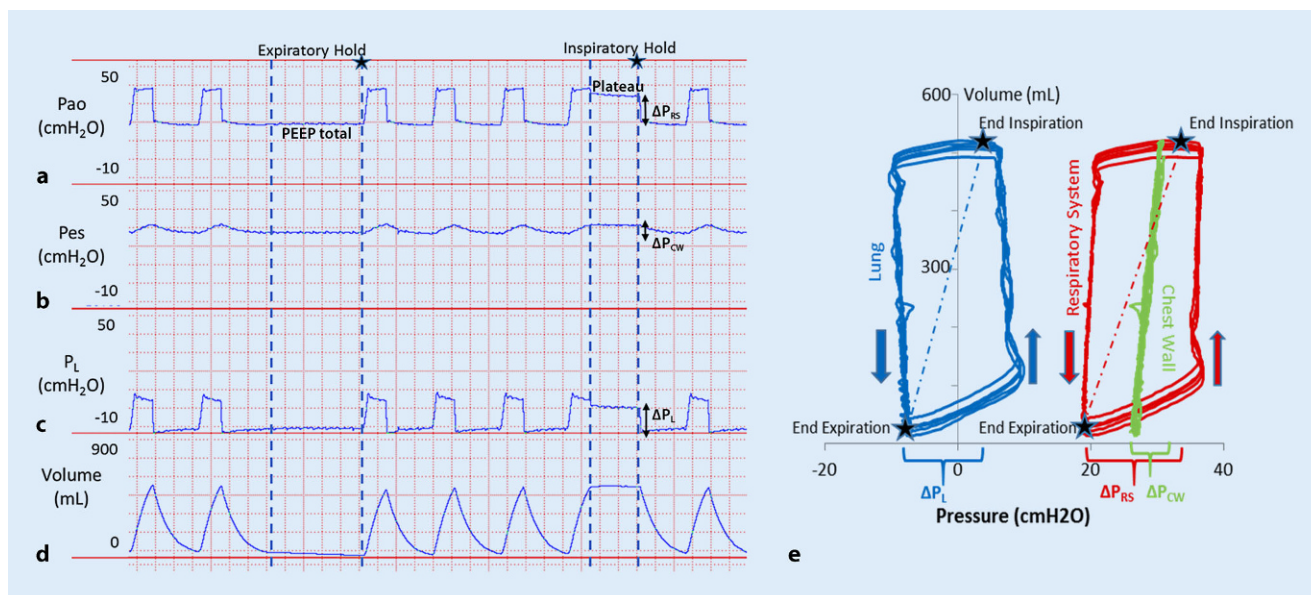 Expiratory Hold
Inspiratory Hold
50
Pao
(cmH2O)
-10
Plateau
ΔPRS
PEEP total
a
50
Pes
(cmH2O)
-10
ΔPCW
b
50
PL
(cmH2O)
-10
ΔPL
c
900
Volume
(mL)
0
d
600
Volume (mL)
End Inspiration
End Inspiration
Lung
300
Respiratory System
Chest Wall
End Expiration
End Expiration
-20
0
20
40
ΔPL
ΔPRS
ΔPCW
Pressure (cmH2O)
e